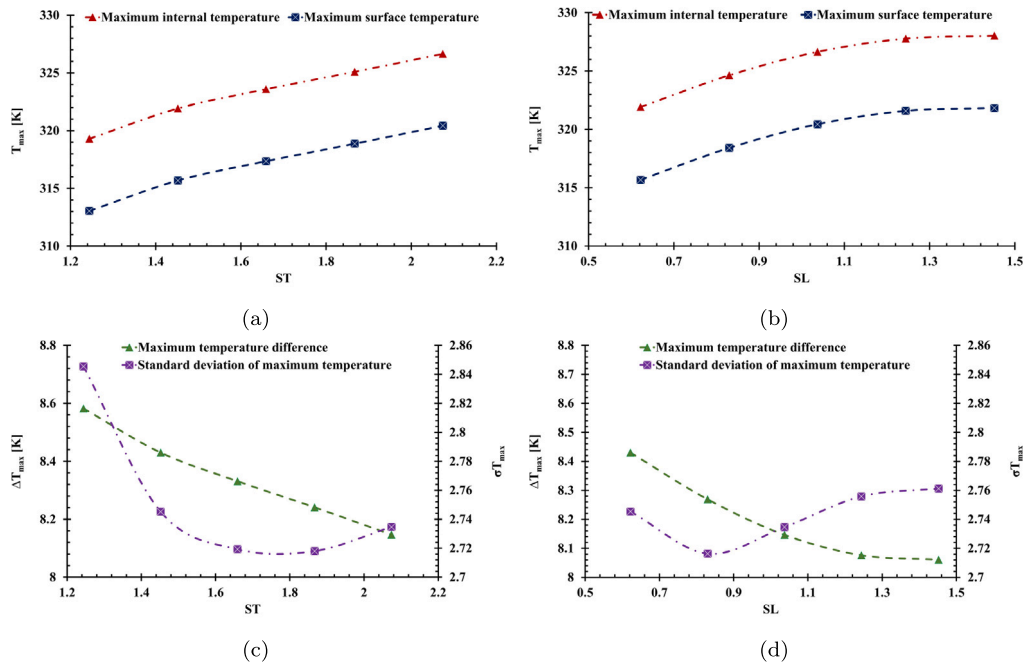 Maximum internal temperature Maximum surface temperature
330
325
320
315
310
T_max [K]
1.2 1.4 1.6 1.8 2 2.2
ST
(a)
Maximum internal temperature Maximum surface temperature
330
325
320
315
310
T_max [K]
0.5 0.7 0.9 1.1 1.3 1.5
SL
(b)
Maximum temperature difference
Standard deviation of maximum temperature
8.8
8.6
8.4
8.2
8
ΔT_max [K]
2.86
2.84
2.82
2.8
2.78
2.76
2.74
2.72
2.7
σT_max
1.2 1.4 1.6 1.8 2 2.2
ST
(c)
Maximum temperature difference
Standard deviation of maximum temperature
8.8
8.7
8.6
8.5
8.4
8.3
8.2
8.1
8
ΔT_max [K]
2.86
2.84
2.82
2.8
2.78
2.76
2.74
2.72
2.7
σT_max
0.5 0.7 0.9 1.1 1.3 1.5
SL
(d)